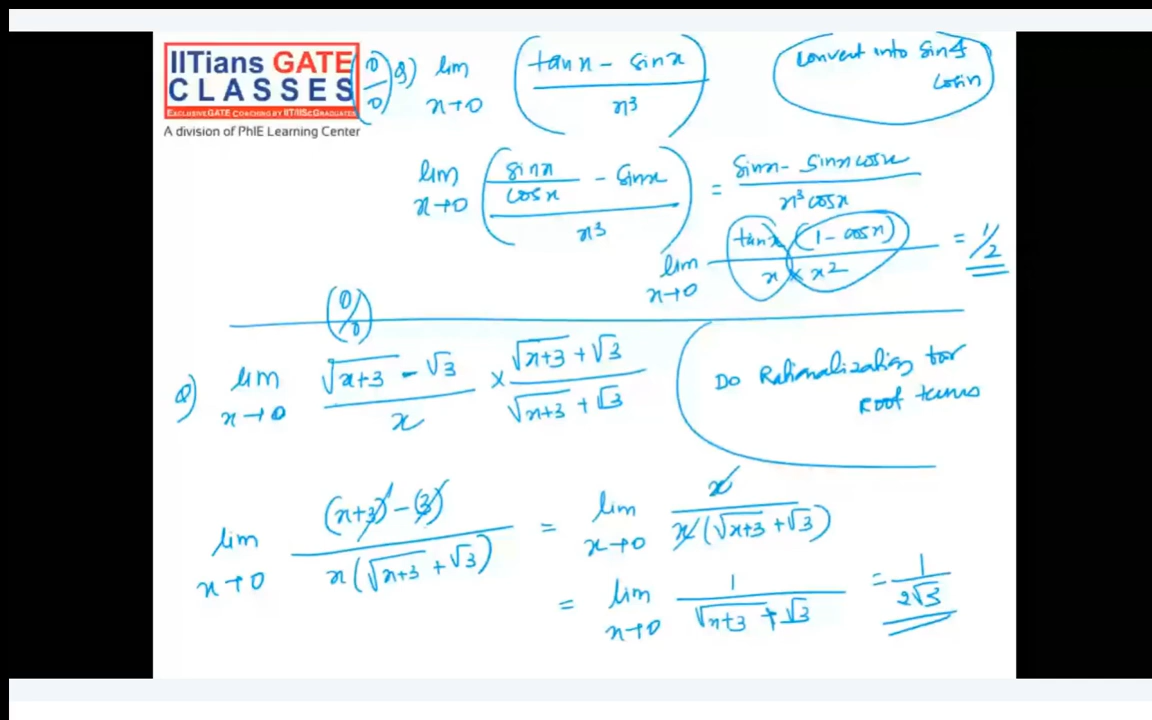 IITians GATE
CLASSES
EXCLUSIVE GATE COACHING BY IIT/IISc GRADUATES
A division of PhIE Learning Center
(0/0) Q) lim x→0 ((tan x − sin x)/x³)
Convert into Sin &
cosin
lim x→0 ((sin x/cos x − sin x)/x³) = (sin x − sin x cos x)/(x³ cos x)
lim x→0 (tan x (1 − cos x))/(x × x²) = 1/2
(0/0)
Q) lim x→0 (√(x+3) − √3)/x × (√(x+3) + √3)/(√(x+3) + √3)
Do Rationalization for
Root terms
lim x→0 ((x+3) − (3))/(x(√(x+3) + √3)) = lim x→0 x/(x(√(x+3) + √3))
= lim x→0 1/(√(x+3) + √3) = 1/(2√3)